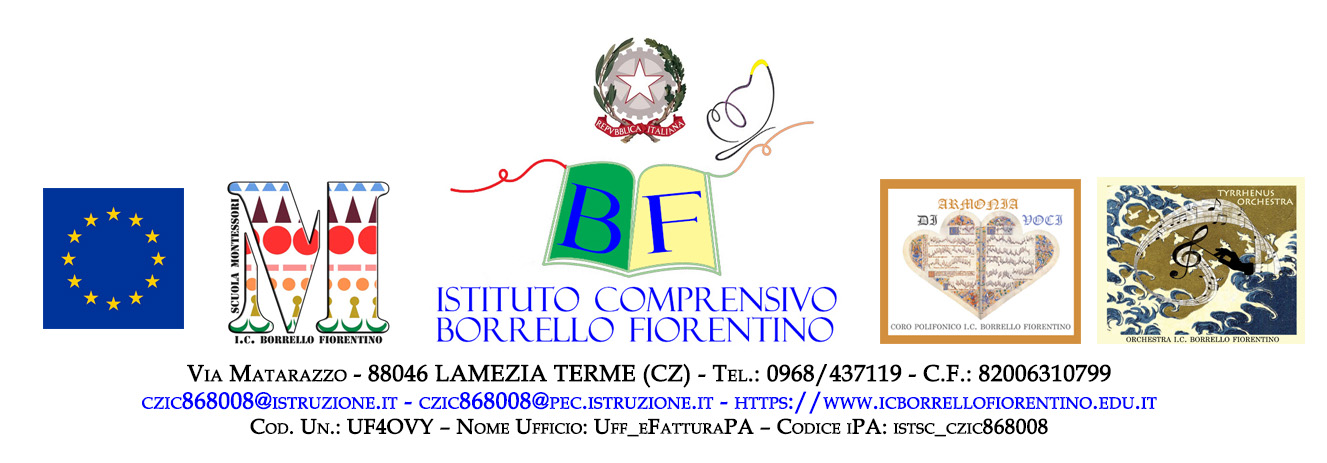 REPVBBLICA ITALIANA
SCUOLA MONTESSORI
I.C. BORRELLO FIORENTINO
B F
ISTITUTO COMPRENSIVO
BORRELLO FIORENTINO
ARMONIA
DI VOCI
CORO POLIFONICO I.C. BORRELLO FIORENTINO
TYRRHENUS
ORCHESTRA
ORCHESTRA I.C. BORRELLO FIORENTINO
Via Matarazzo - 88046 LAMEZIA TERME (CZ) - Tel.: 0968/437119 - C.F.: 82006310799
czic868008@istruzione.it - czic868008@pec.istruzione.it - https://www.icborrellofiorentino.edu.it
Cod. Un.: UF4OVY – Nome Ufficio: Uff_eFatturaPA – Codice iPA: istsc_czic868008